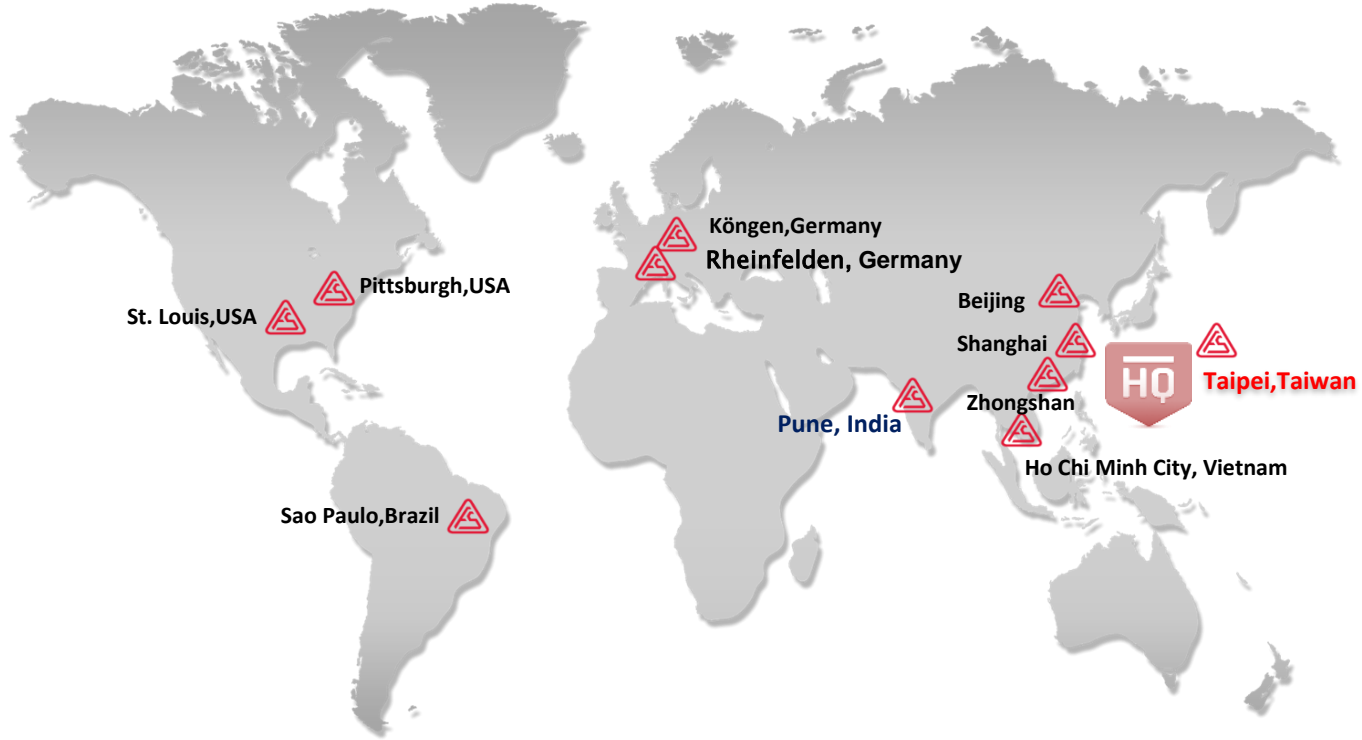 Köngen,Germany
Rheinfelden, Germany
Pittsburgh,USA
St. Louis,USA
Beijing
Shanghai
HQ
Taipei,Taiwan
Zhongshan
Pune, India
Ho Chi Minh City, Vietnam
Sao Paulo,Brazil